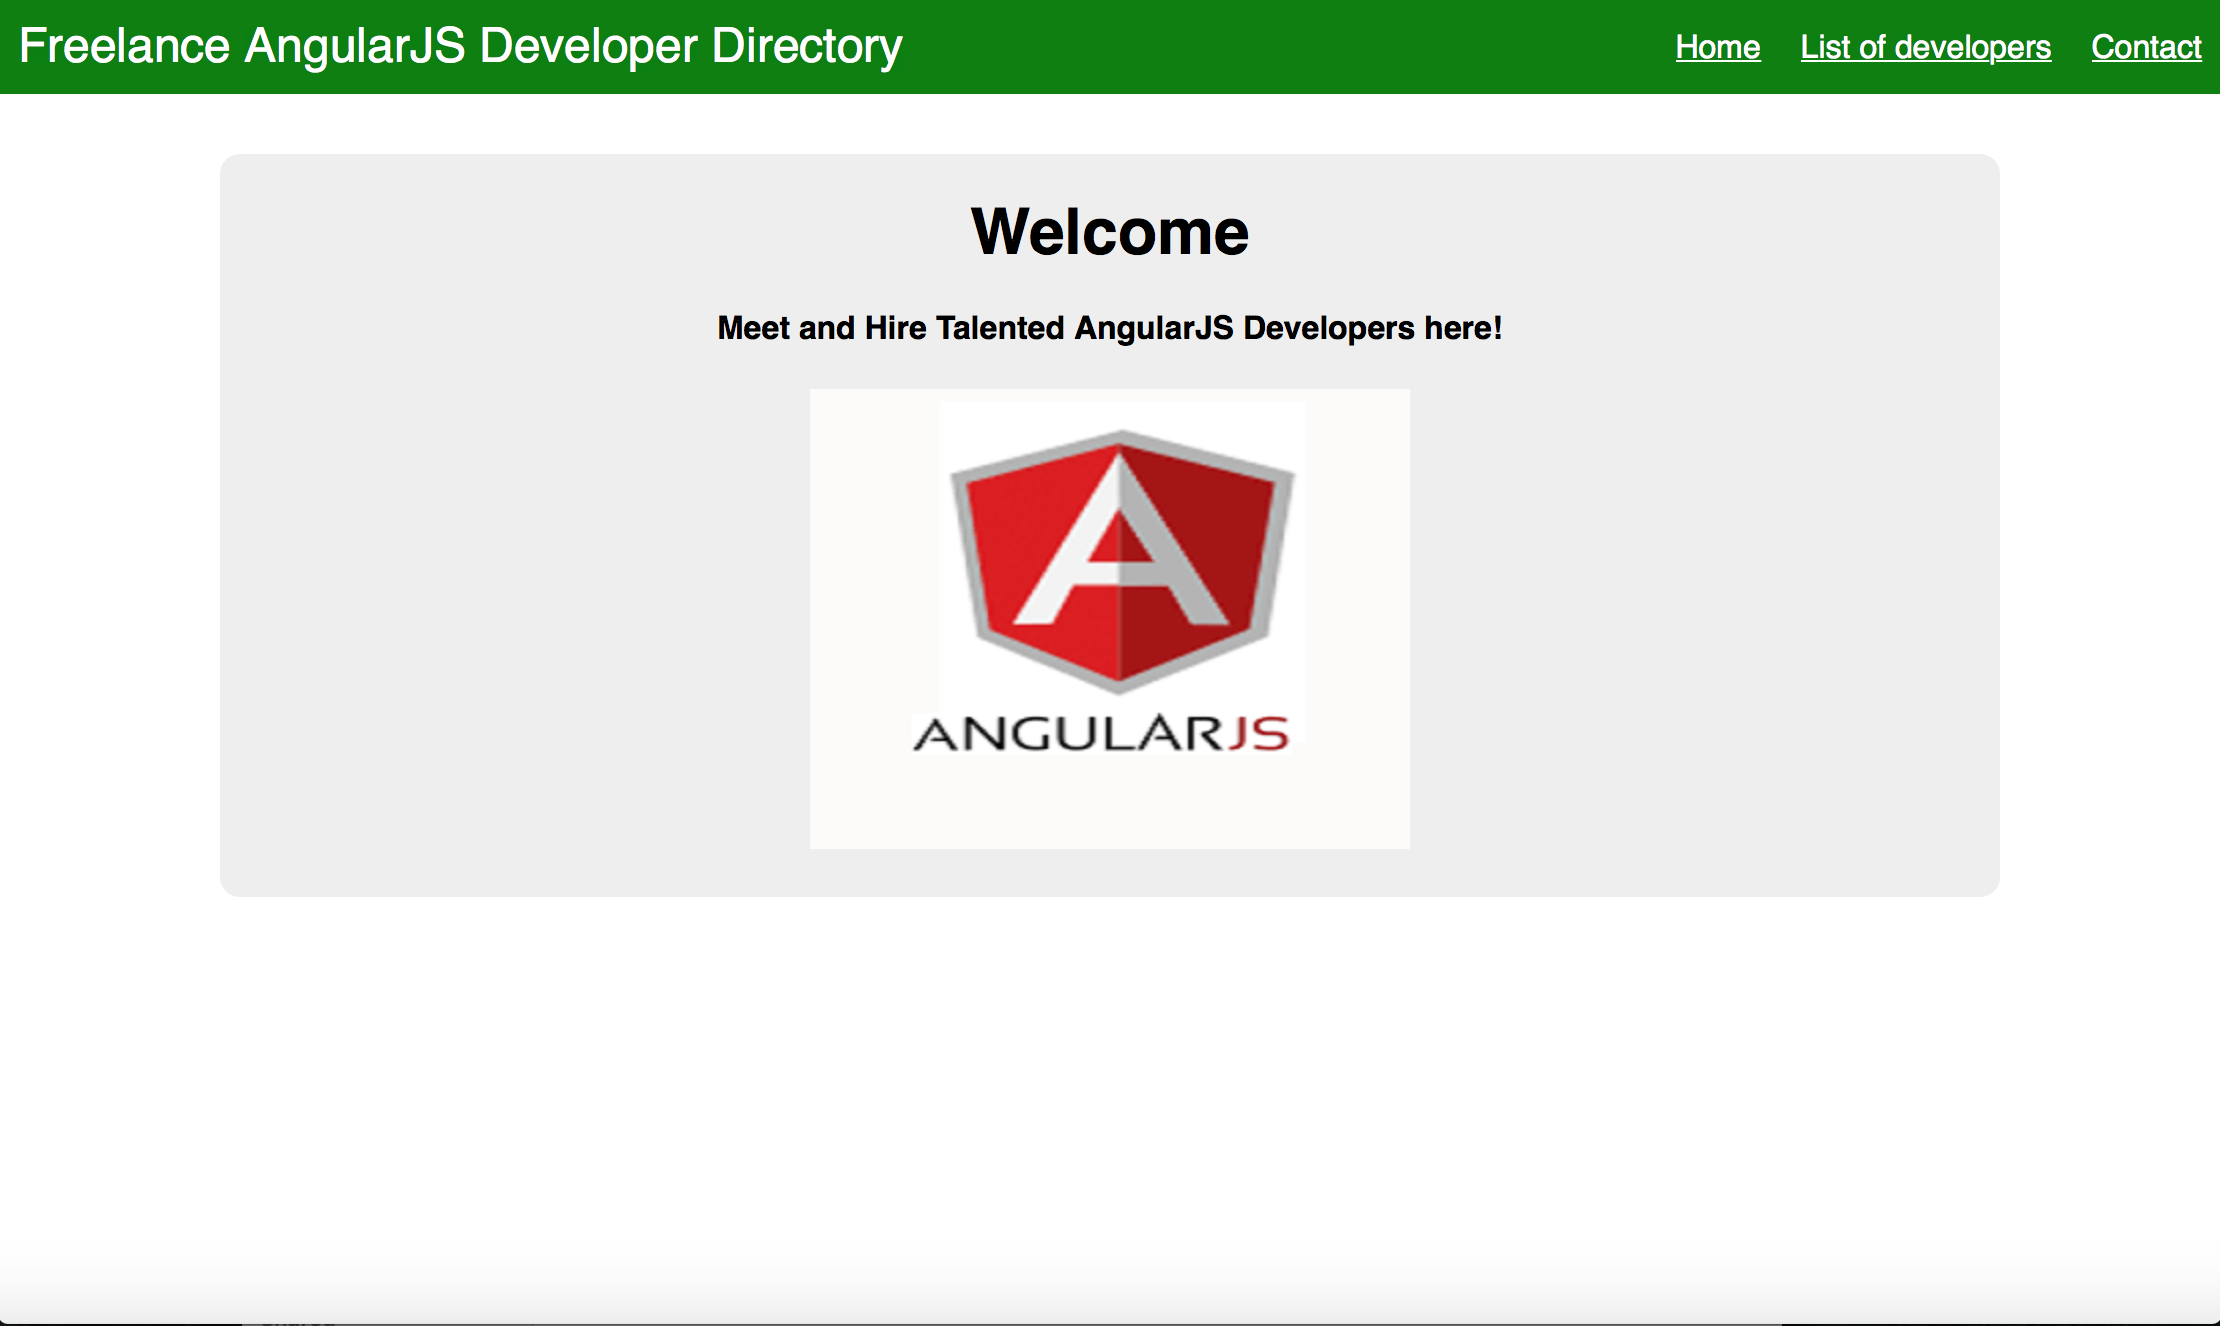 Freelance AngularJS Developer Directory
Home List of developers Contact
Welcome
Meet and Hire Talented AngularJS Developers here!
A
ANGULARJS